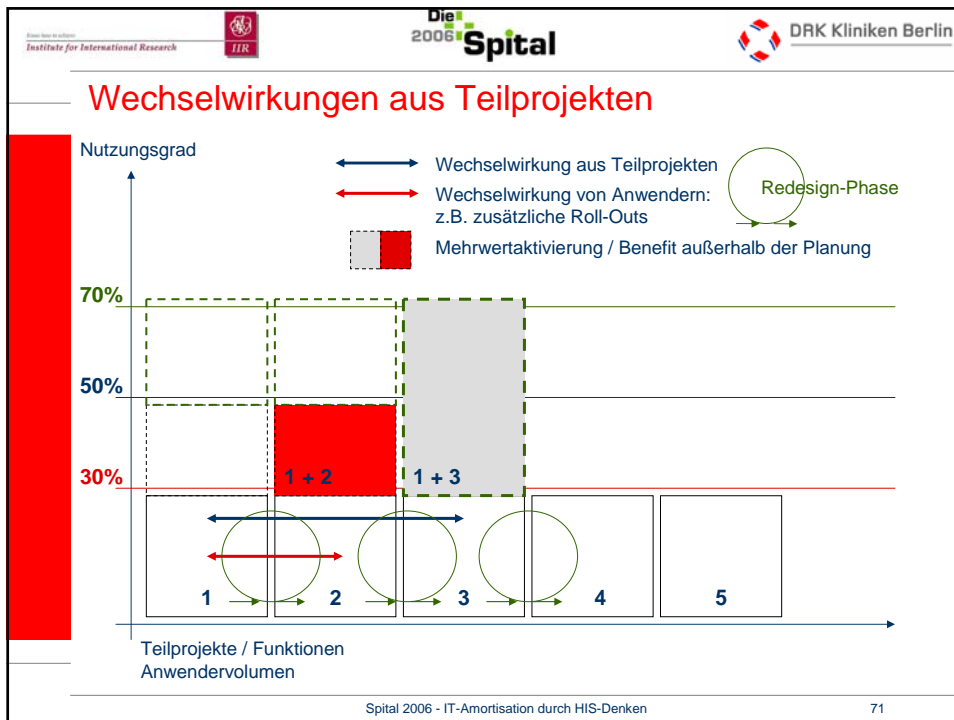 Institute for International Research
IIR
Die
2006 Spital
DRK Kliniken Berlin
Wechselwirkungen aus Teilprojekten
Nutzungsgrad
Wechselwirkung aus Teilprojekten
Wechselwirkung von Anwendern:
z.B. zusätzliche Roll-Outs
Redesign-Phase
Mehrwertaktivierung / Benefit außerhalb der Planung
70%
50%
30%
1 + 2
1 + 3
1
2
3
4
5
Teilprojekte / Funktionen
Anwendervolumen
Spital 2006 - IT-Amortisation durch HIS-Denken
71